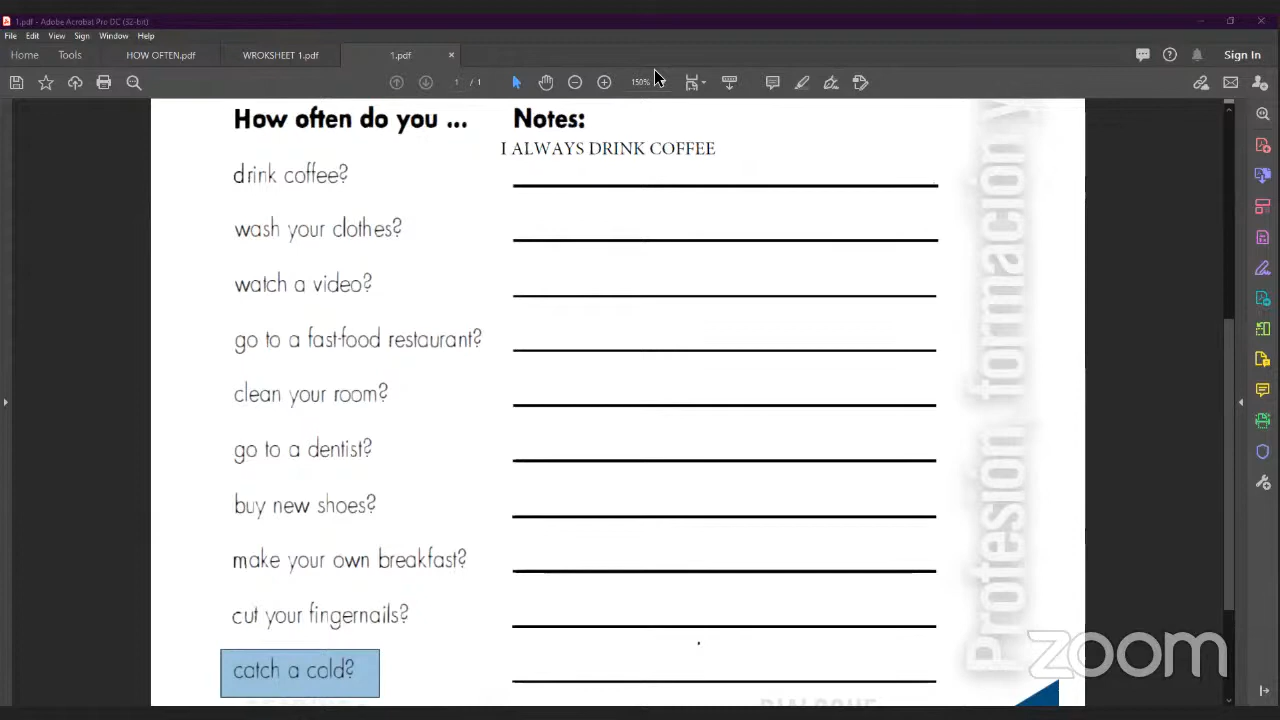 1.pdf - Adobe Acrobat Pro DC (32-bit)
File Edit View Sign Window Help
Home Tools HOW OFTEN.pdf WROKSHEET 1.pdf 1.pdf × Sign In
1 / 1 150%
How often do you ... Notes:
I ALWAYS DRINK COFFEE
drink coffee?
wash your clothes?
watch a video?
go to a fast-food restaurant?
clean your room?
go to a dentist?
buy new shoes?
make your own breakfast?
cut your fingernails?
catch a cold?
Profesión formación y
zoom
DIALOGUE